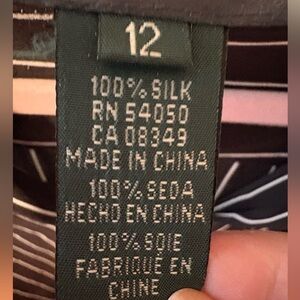 12
100% SILK
RN 54050
CA 08349
MADE IN CHINA
100% SEDA
HECHO EN CHINA
100% SOIE
FABRIQUÉ EN
CHINE